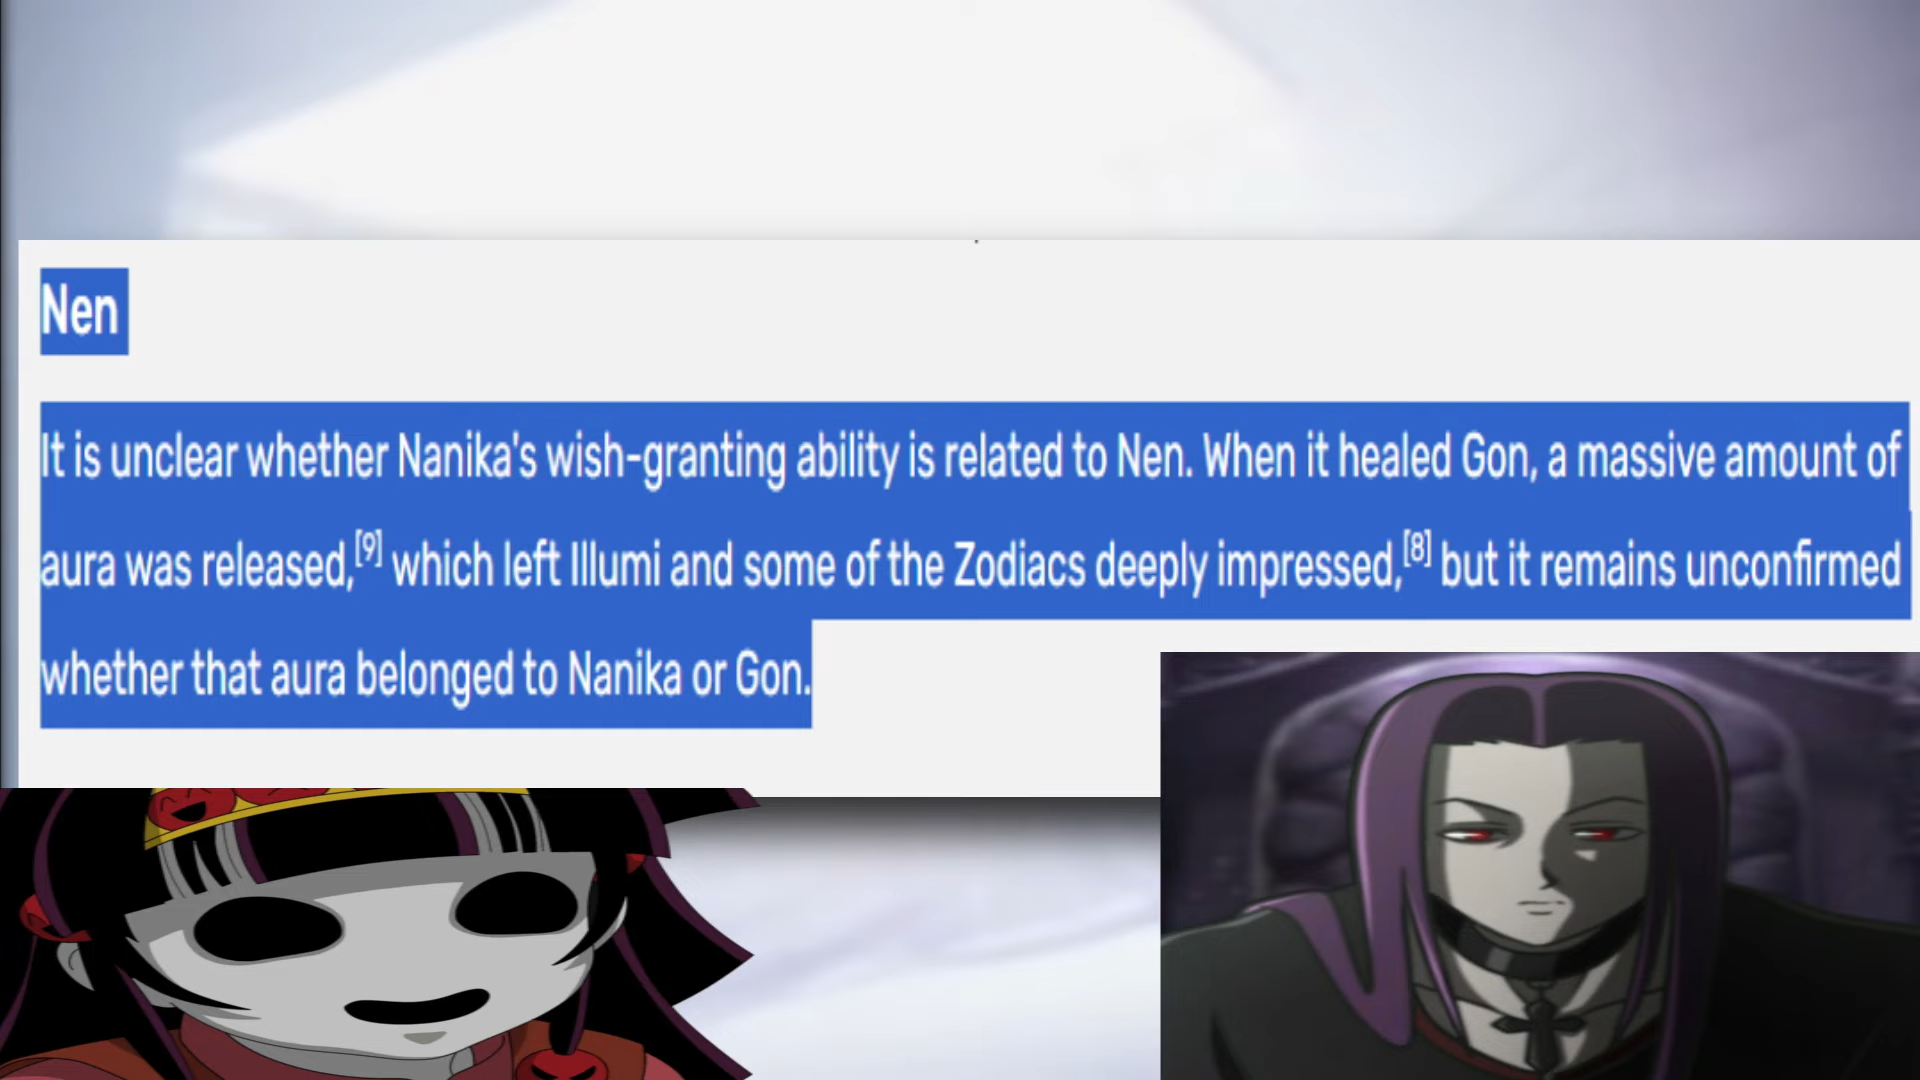 Nen
It is unclear whether Nanika's wish-granting ability is related to Nen. When it healed Gon, a massive amount of
aura was released,[9] which left Illumi and some of the Zodiacs deeply impressed,[8] but it remains unconfirmed
whether that aura belonged to Nanika or Gon.